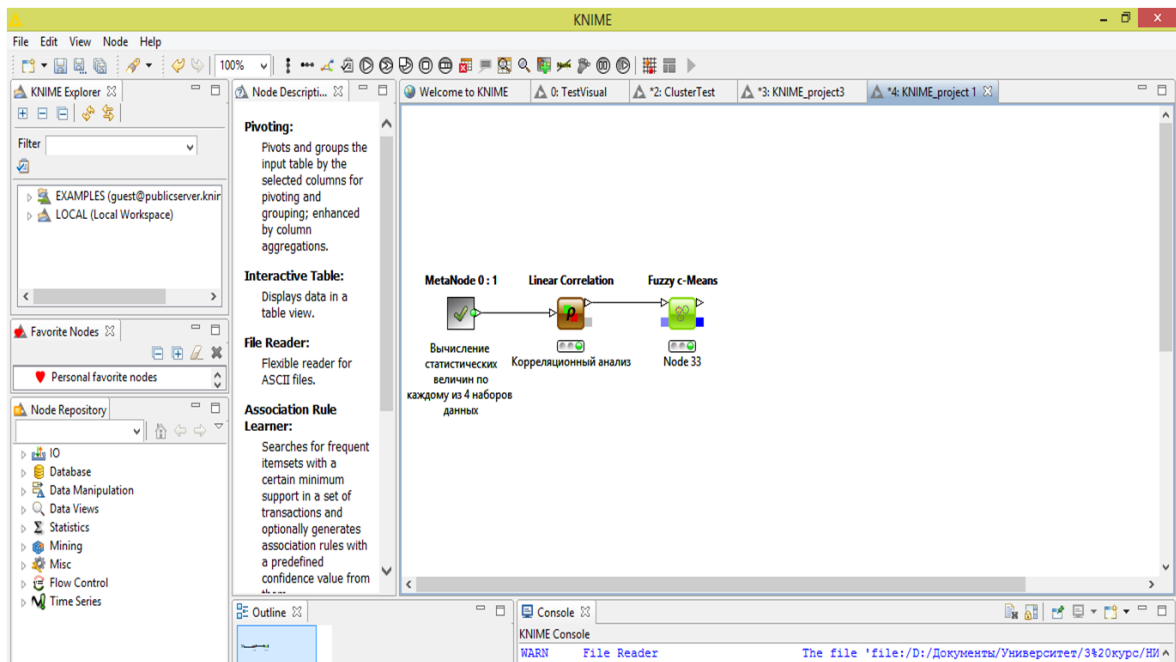 KNIME
File Edit View Node Help
100%
KNIME Explorer
Filter
EXAMPLES (guest@publicserver.knir
LOCAL (Local Workspace)
Favorite Nodes
Personal favorite nodes
Node Repository
IO
Database
Data Manipulation
Data Views
Statistics
Mining
Misc
Flow Control
Time Series
Node Descripti...
Pivoting:
Pivots and groups the
input table by the
selected columns for
pivoting and
grouping; enhanced
by column
aggregations.
Interactive Table:
Displays data in a
table view.
File Reader:
Flexible reader for
ASCII files.
Association Rule
Learner:
Searches for frequent
itemsets with a
certain minimum
support in a set of
transactions and
optionally generates
association rules with
a predefined
confidence value from
Welcome to KNIME
0: TestVisual
*2: ClusterTest
*3: KNIME_project3
*4: KNIME_project 1
MetaNode 0 : 1
Вычисление
статистических
величин по
каждому из 4 наборов
данных
Linear Correlation
Корреляционный анализ
Fuzzy c-Means
Node 33
Outline
Console
KNIME Console
WARN File Reader The file 'file:/D:/Документы/Университет/3%20курс/НИ